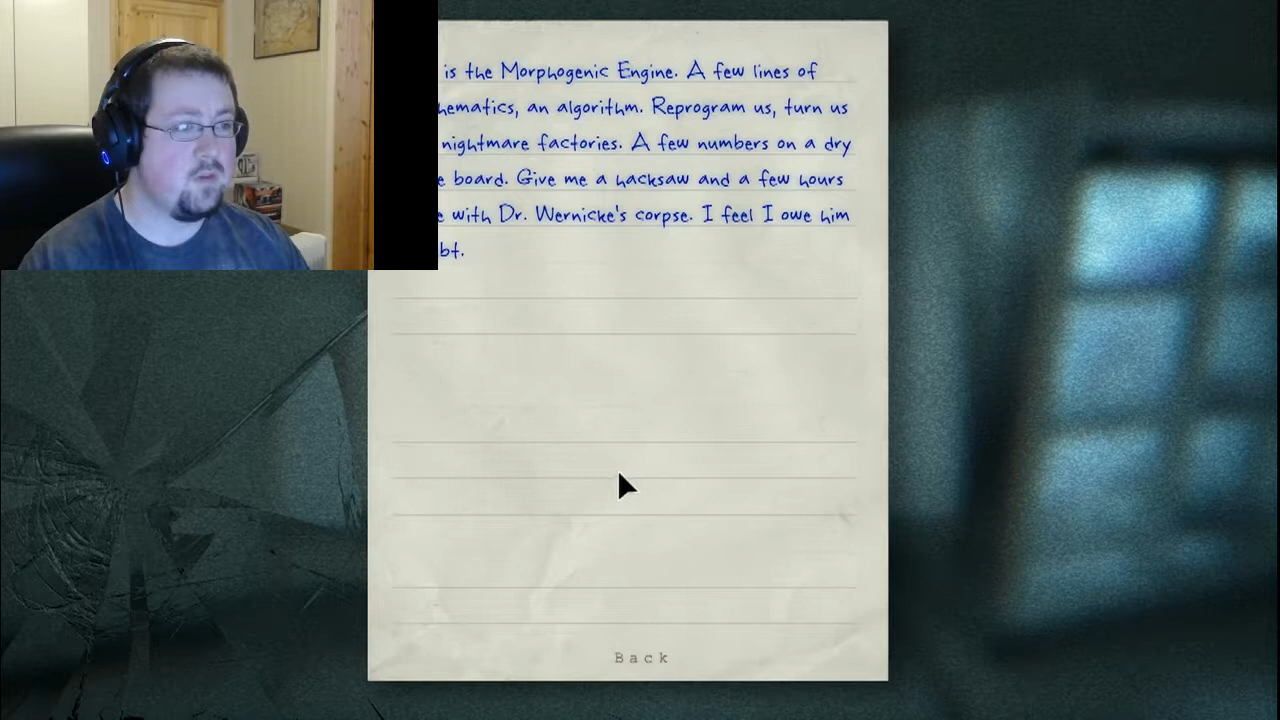 is the Morphogenic Engine. A few lines of
hematics, an algorithm. Reprogram us, turn us
nightmare factories. A few numbers on a dry
e board. Give me a hacksaw and a few hours
e with Dr. Wernicke's corpse. I feel I owe him
bt.
Back